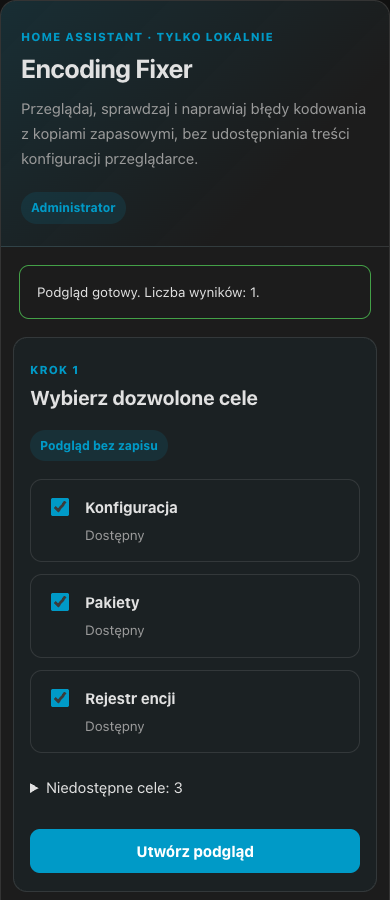 HOME ASSISTANT · TYLKO LOKALNIE
Encoding Fixer
Przeglądaj, sprawdzaj i naprawiaj błędy kodowania
z kopiami zapasowymi, bez udostępniania treści
konfiguracji przeglądarce.
Administrator
Podgląd gotowy. Liczba wyników: 1.
KROK 1
Wybierz dozwolone cele
Podgląd bez zapisu
Konfiguracja
Dostępny
Pakiety
Dostępny
Rejestr encji
Dostępny
Niedostępne cele: 3
Utwórz podgląd